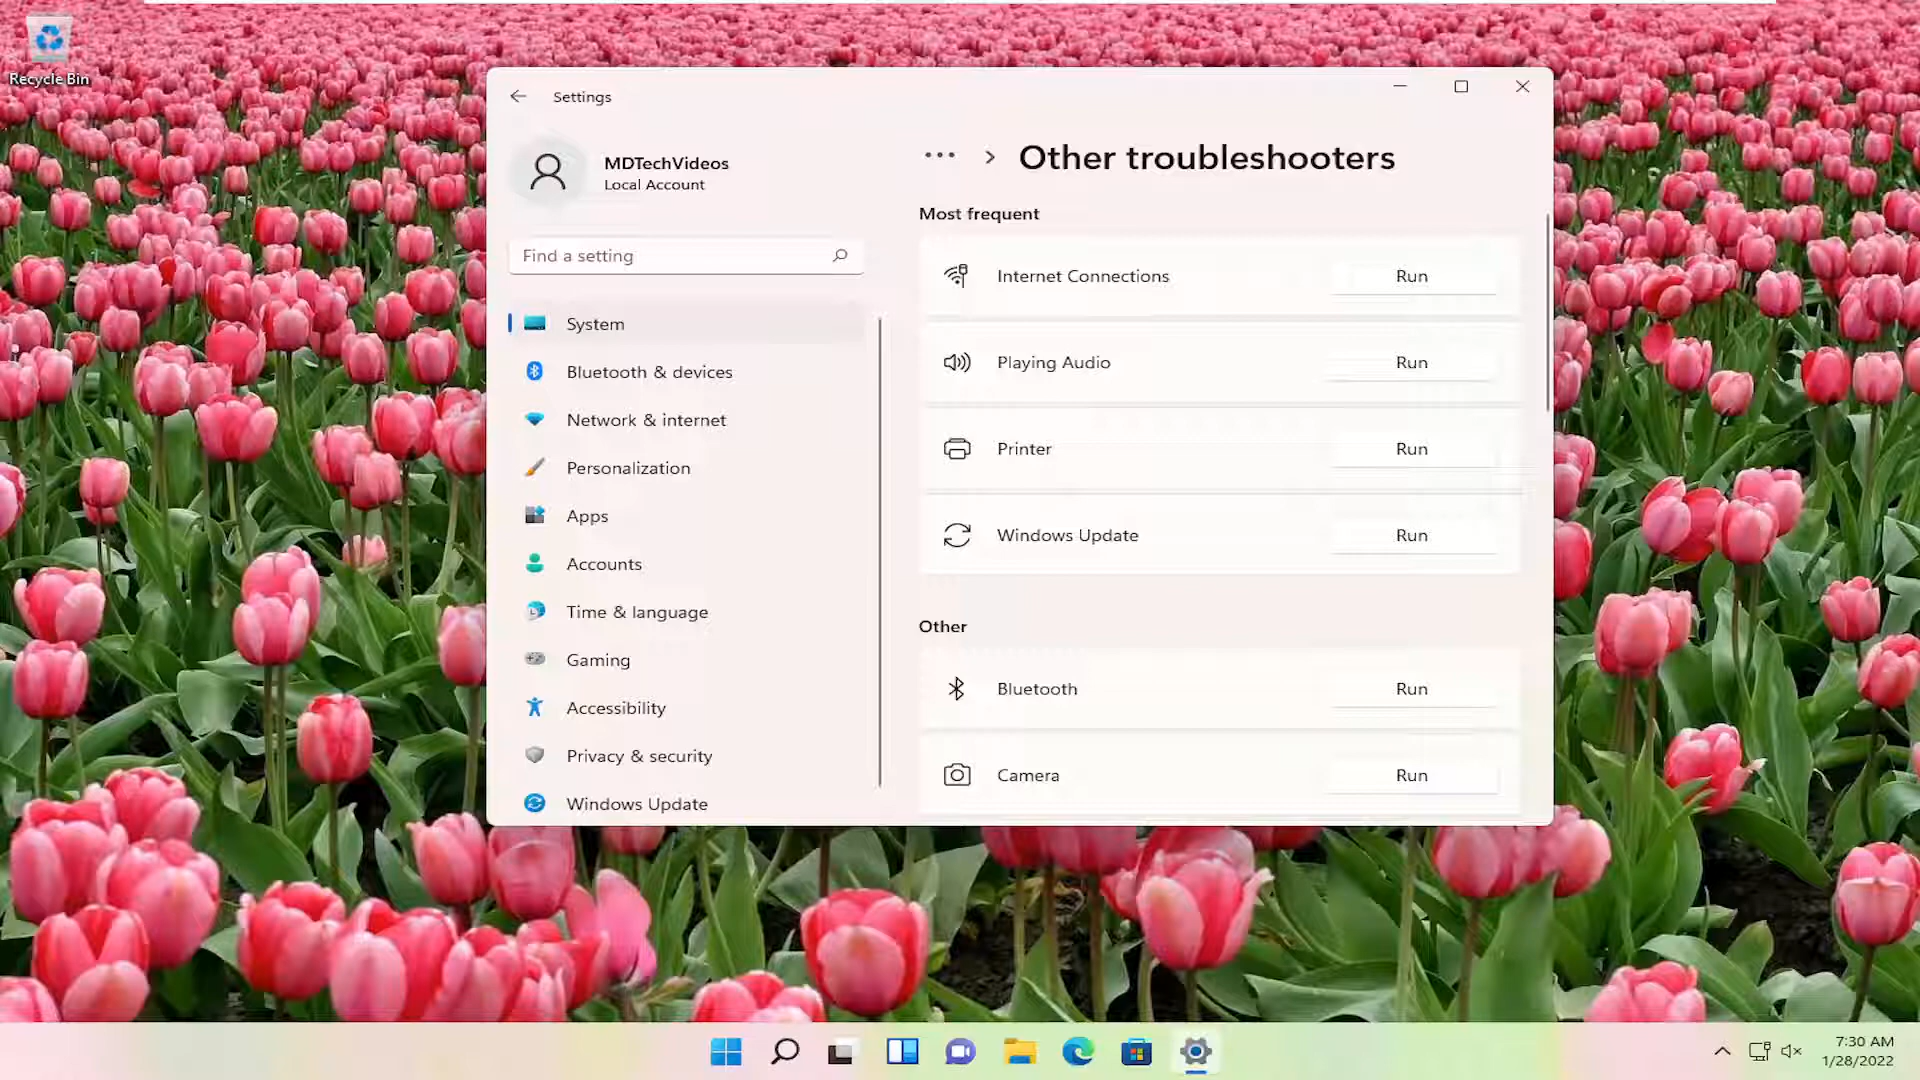 Recycle Bin
Settings
MDTechVideos
Local Account
Find a setting
System
Bluetooth & devices
Network & internet
Personalization
Apps
Accounts
Time & language
Gaming
Accessibility
Privacy & security
Windows Update
... > Other troubleshooters
Most frequent
Internet Connections Run
Playing Audio Run
Printer Run
Windows Update Run
Other
Bluetooth Run
Camera Run
7:30 AM
1/28/2022